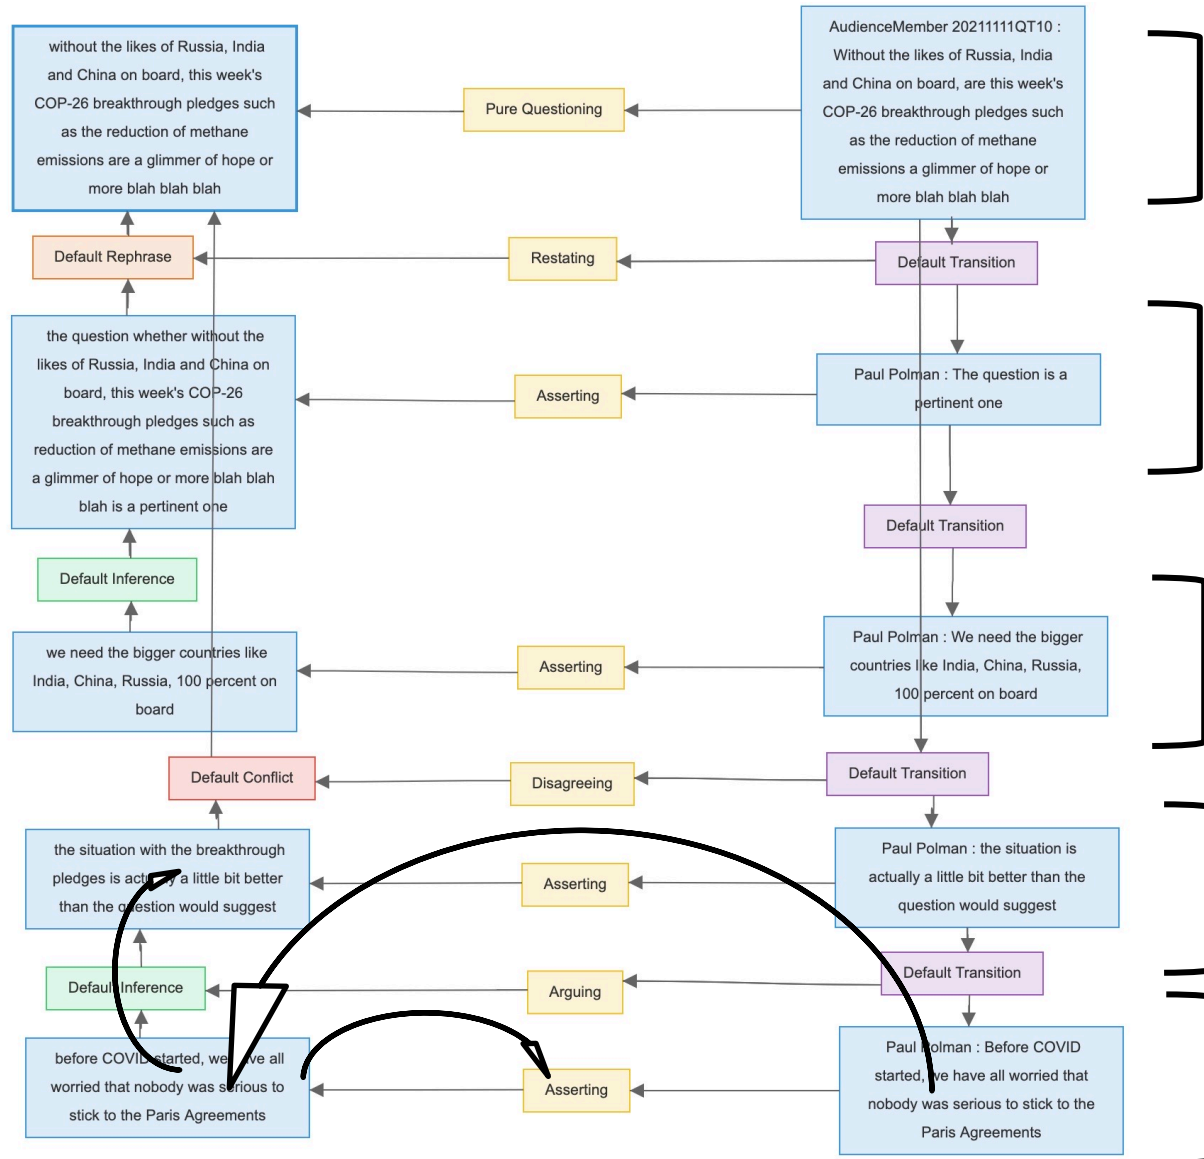 without the likes of Russia, India
and China on board, this week's
COP-26 breakthrough pledges such
as the reduction of methane
emissions are a glimmer of hope or
more blah blah blah
Pure Questioning
AudienceMember 20211111QT10 :
Without the likes of Russia, India
and China on board, are this week's
COP-26 breakthrough pledges such
as the reduction of methane
emissions a glimmer of hope or
more blah blah blah
Default Rephrase
Restating
Default Transition
the question whether without the
likes of Russia, India and China on
board, this week's COP-26
breakthrough pledges such as
reduction of methane emissions are
a glimmer of hope or more blah blah
blah is a pertinent one
Asserting
Paul Polman : The question is a
pertinent one
Default Transition
Default Inference
we need the bigger countries like
India, China, Russia, 100 percent on
board
Asserting
Paul Polman : We need the bigger
countries like India, China, Russia,
100 percent on board
Default Conflict
Disagreeing
Default Transition
the situation with the breakthrough
pledges is actually a little bit better
than the question would suggest
Asserting
Paul Polman : the situation is
actually a little bit better than the
question would suggest
Default Inference
Arguing
Default Transition
before COVID started, we have all
worried that nobody was serious to
stick to the Paris Agreements
Asserting
Paul Polman : Before COVID
started, we have all worried that
nobody was serious to stick to the
Paris Agreements